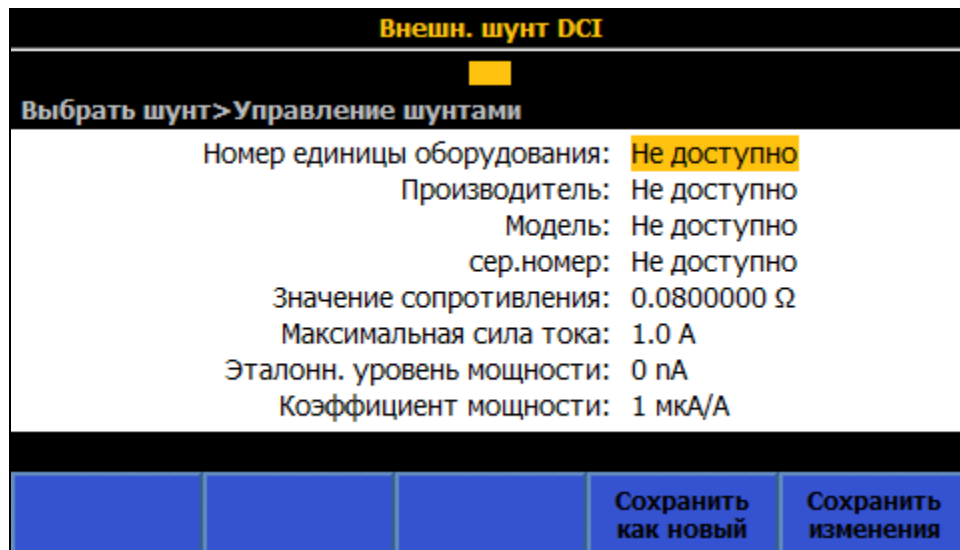 Внешн. шунт DCI
Выбрать шунт>Управление шунтами
Номер единицы оборудования: Не доступно
Производитель: Не доступно
Модель: Не доступно
сер.номер: Не доступно
Значение сопротивления: 0.0800000 Ω
Максимальная сила тока: 1.0 A
Эталонн. уровень мощности: 0 nA
Коэффициент мощности: 1 мкА/А
Сохранить как новый
Сохранить изменения